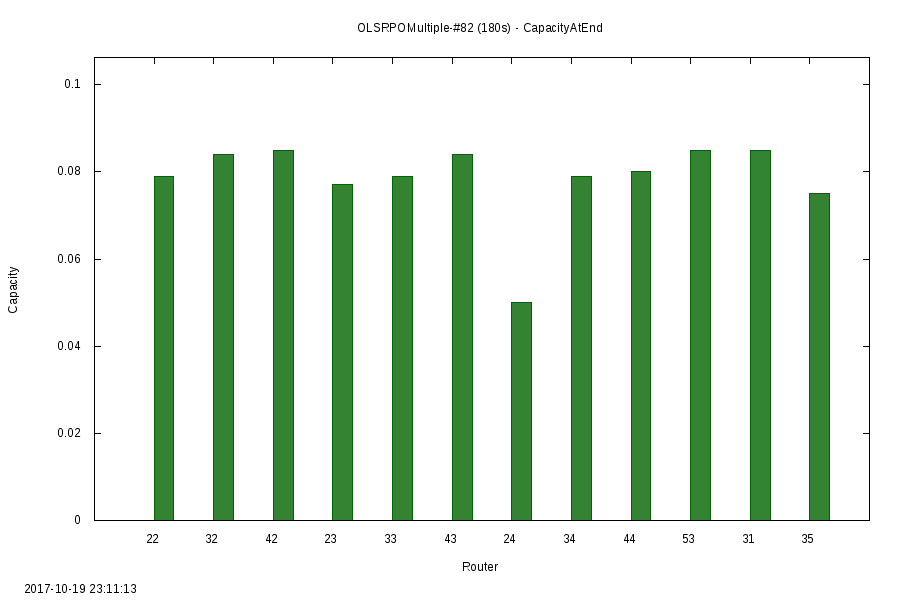 OLSRPOMultiple-#82 (180s) - CapacityAtEnd
0.1
0.08
0.06
0.04
0.02
0
Capacity
22 32 42 23 33 43 24 34 44 53 31 35
Router
2017-10-19 23:11:13